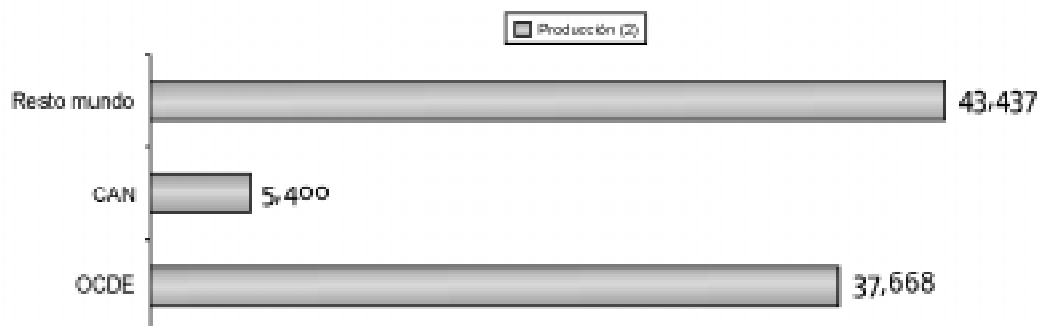 Producción (2)
Resto mundo 43,437
CAN 5,400
OCDE 37,668